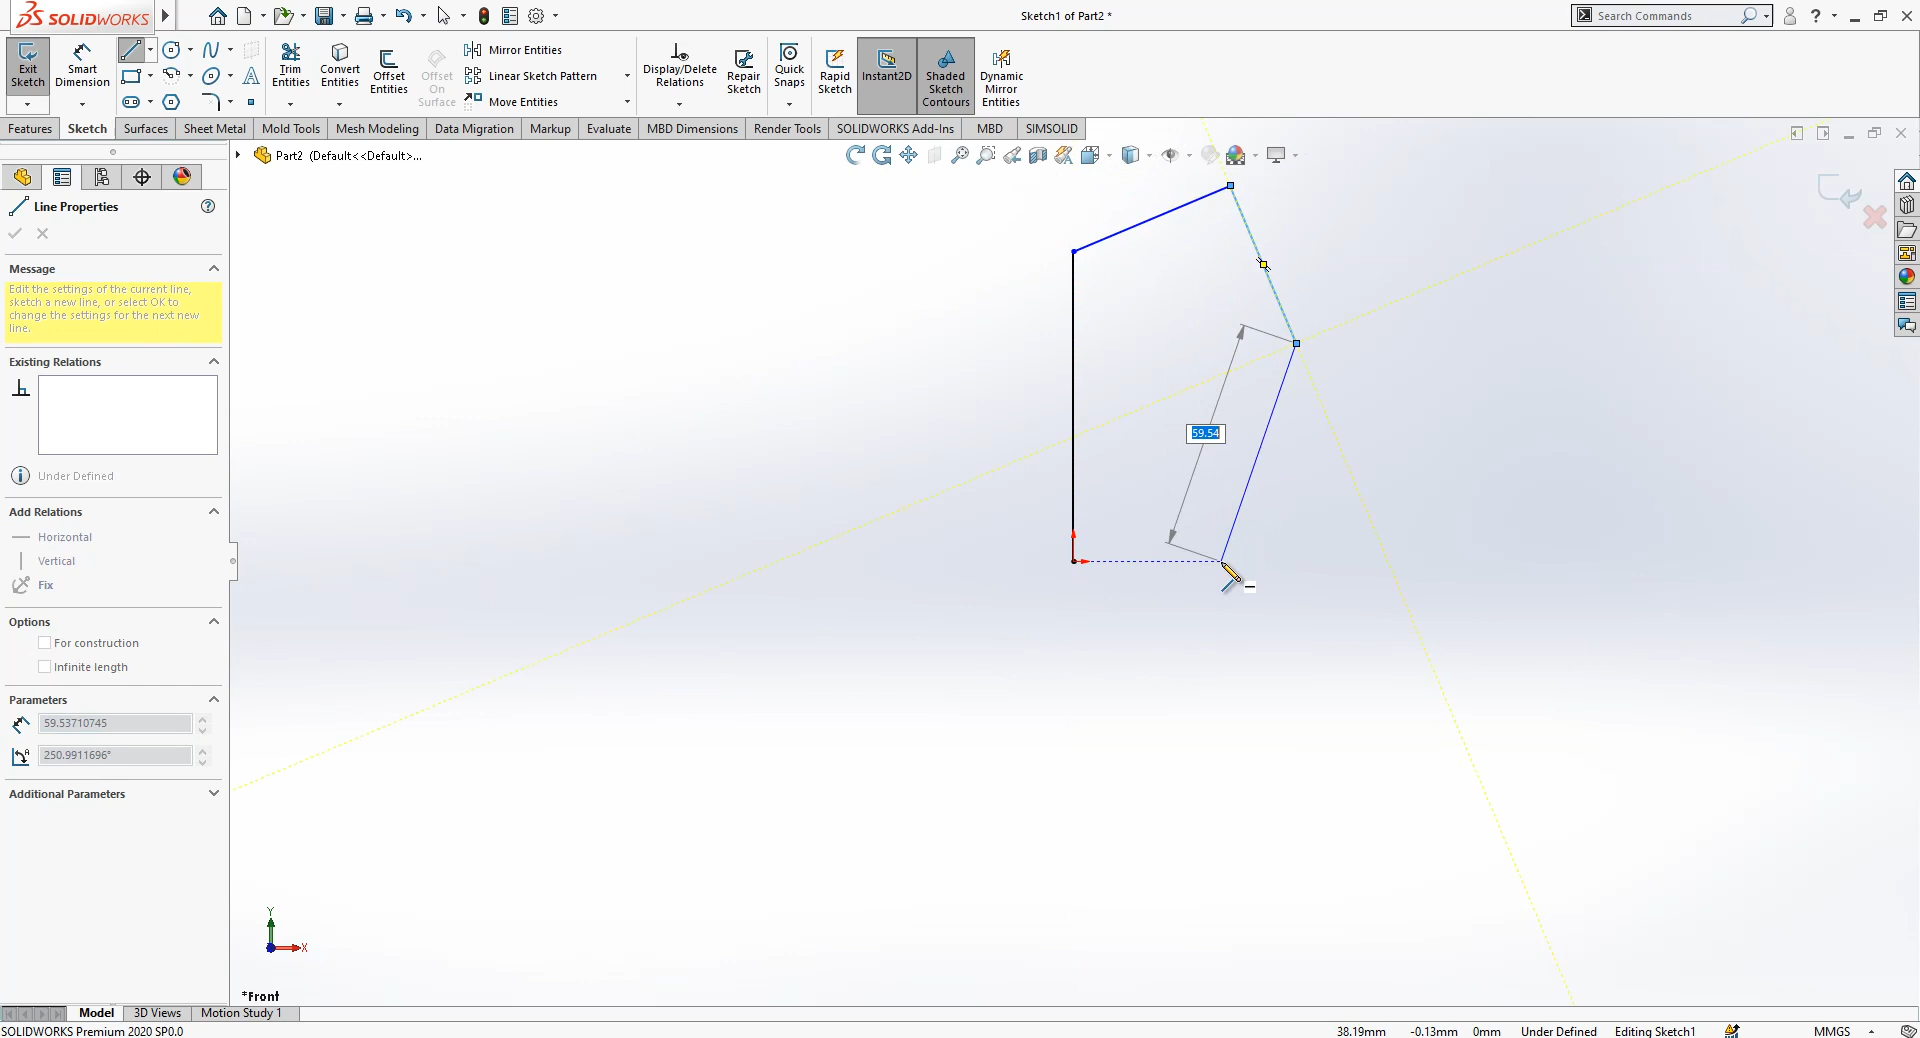 SOLIDWORKS
Sketch1 of Part2 *
Search Commands
Exit Sketch
Smart Dimension
Trim Entities
Convert Entities
Offset Entities
Offset On Surface
Mirror Entities
Linear Sketch Pattern
Move Entities
Display/Delete Relations
Repair Sketch
Quick Snaps
Rapid Sketch
Instant2D
Shaded Sketch Contours
Dynamic Mirror Entities
Features
Sketch
Surfaces
Sheet Metal
Mold Tools
Mesh Modeling
Data Migration
Markup
Evaluate
MBD Dimensions
Render Tools
SOLIDWORKS Add-Ins
MBD
SIMSOLID
Part2 (Default<<Default>...
Line Properties
Message
Edit the settings of the current line,
sketch a new line, or select OK to
change the settings for the next new
line.
Existing Relations
Under Defined
Add Relations
Horizontal
Vertical
Fix
Options
For construction
Infinite length
Parameters
59.53710745
250.9911696°
Additional Parameters
59.54
Y
X
*Front
Model
3D Views
Motion Study 1
SOLIDWORKS Premium 2020 SP0.0
38.19mm
-0.13mm
0mm
Under Defined
Editing Sketch1
MMGS